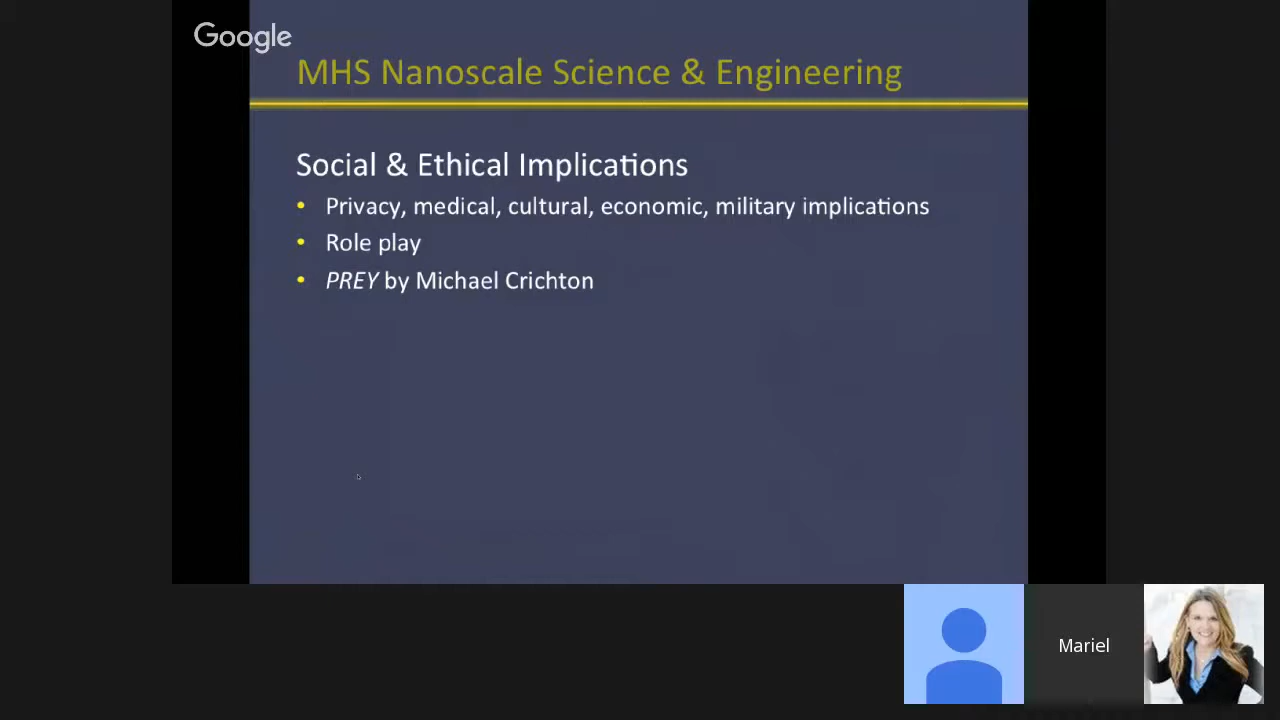 Google
MHS Nanoscale Science & Engineering
Social & Ethical Implications
• Privacy, medical, cultural, economic, military implications
• Role play
• PREY by Michael Crichton
Mariel